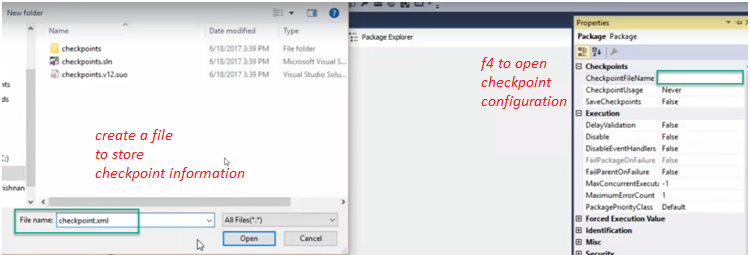 New folder
Name
Date modified
Type
checkpoints
6/18/2017 3:39 PM
File folder
checkpoints.sln
6/18/2017 3:39 PM
Microsoft Visual S
checkpoints.v12.suo
6/18/2017 3:39 PM
Visual Studio Solu
create a file
to store
checkpoint information
File name:
checkpoint.xml
All Files(*.*)
Open
Cancel
Package Explorer
f4 to open
checkpoint
configuration
Properties
Package Package
Checkpoints
CheckpointFileName
CheckpointUsage Never
SaveCheckpoints False
Execution
DelayValidation False
Disable False
DisableEventHandlers False
FailPackageOnFailure False
FailParentOnFailure False
MaxConcurrentExecuta -1
MaximumErrorCount 1
PackagePriorityClass Default
Forced Execution Value
Identification
Misc
Security